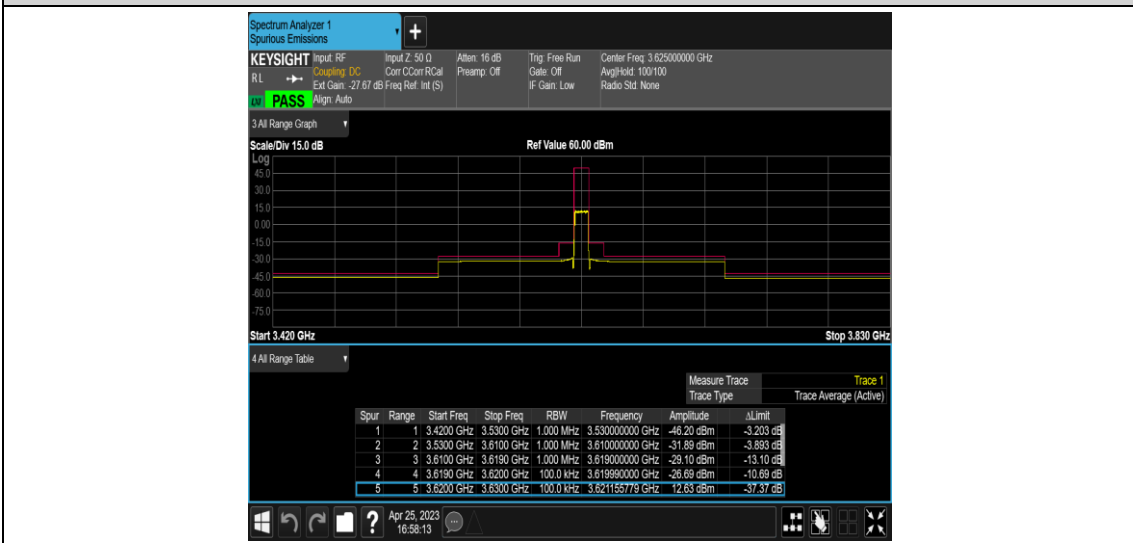 Spectrum Analyzer 1
Spurious Emissions
+
KEYSIGHT Input: RF Input Z: 50 Ω Atten: 16 dB Trig: Free Run Center Freq: 3.625000000 GHz
RL Coupling: DC Corr CCorr RCal Preamp: Off Gate: Off Avg|Hold: 100/100
Ext Gain: -27.67 dB Freq Ref: Int (S) IF Gain: Low Radio Std: None
PASS Align: Auto
3 All Range Graph
Scale/Div 15.0 dB Ref Value 60.00 dBm
Log
45.0
30.0
15.0
0.00
-15.0
-30.0
-45.0
-60.0
-75.0
Start 3.420 GHz Stop 3.830 GHz
4 All Range Table
Measure Trace Trace 1
Trace Type Trace Average (Active)
Spur Range Start Freq Stop Freq RBW Frequency Amplitude ΔLimit
1 1 3.4200 GHz 3.5300 GHz 1.000 MHz 3.530000000 GHz -46.20 dBm -3.203 dB
2 2 3.5300 GHz 3.6100 GHz 1.000 MHz 3.610000000 GHz -31.89 dBm -3.893 dB
3 3 3.6100 GHz 3.6190 GHz 1.000 MHz 3.619000000 GHz -29.10 dBm -13.10 dB
4 4 3.6190 GHz 3.6200 GHz 100.0 kHz 3.619990000 GHz -26.69 dBm -10.69 dB
5 5 3.6200 GHz 3.6300 GHz 100.0 kHz 3.621155779 GHz 12.63 dBm -37.37 dB
? Apr 25, 2023
16:58:13